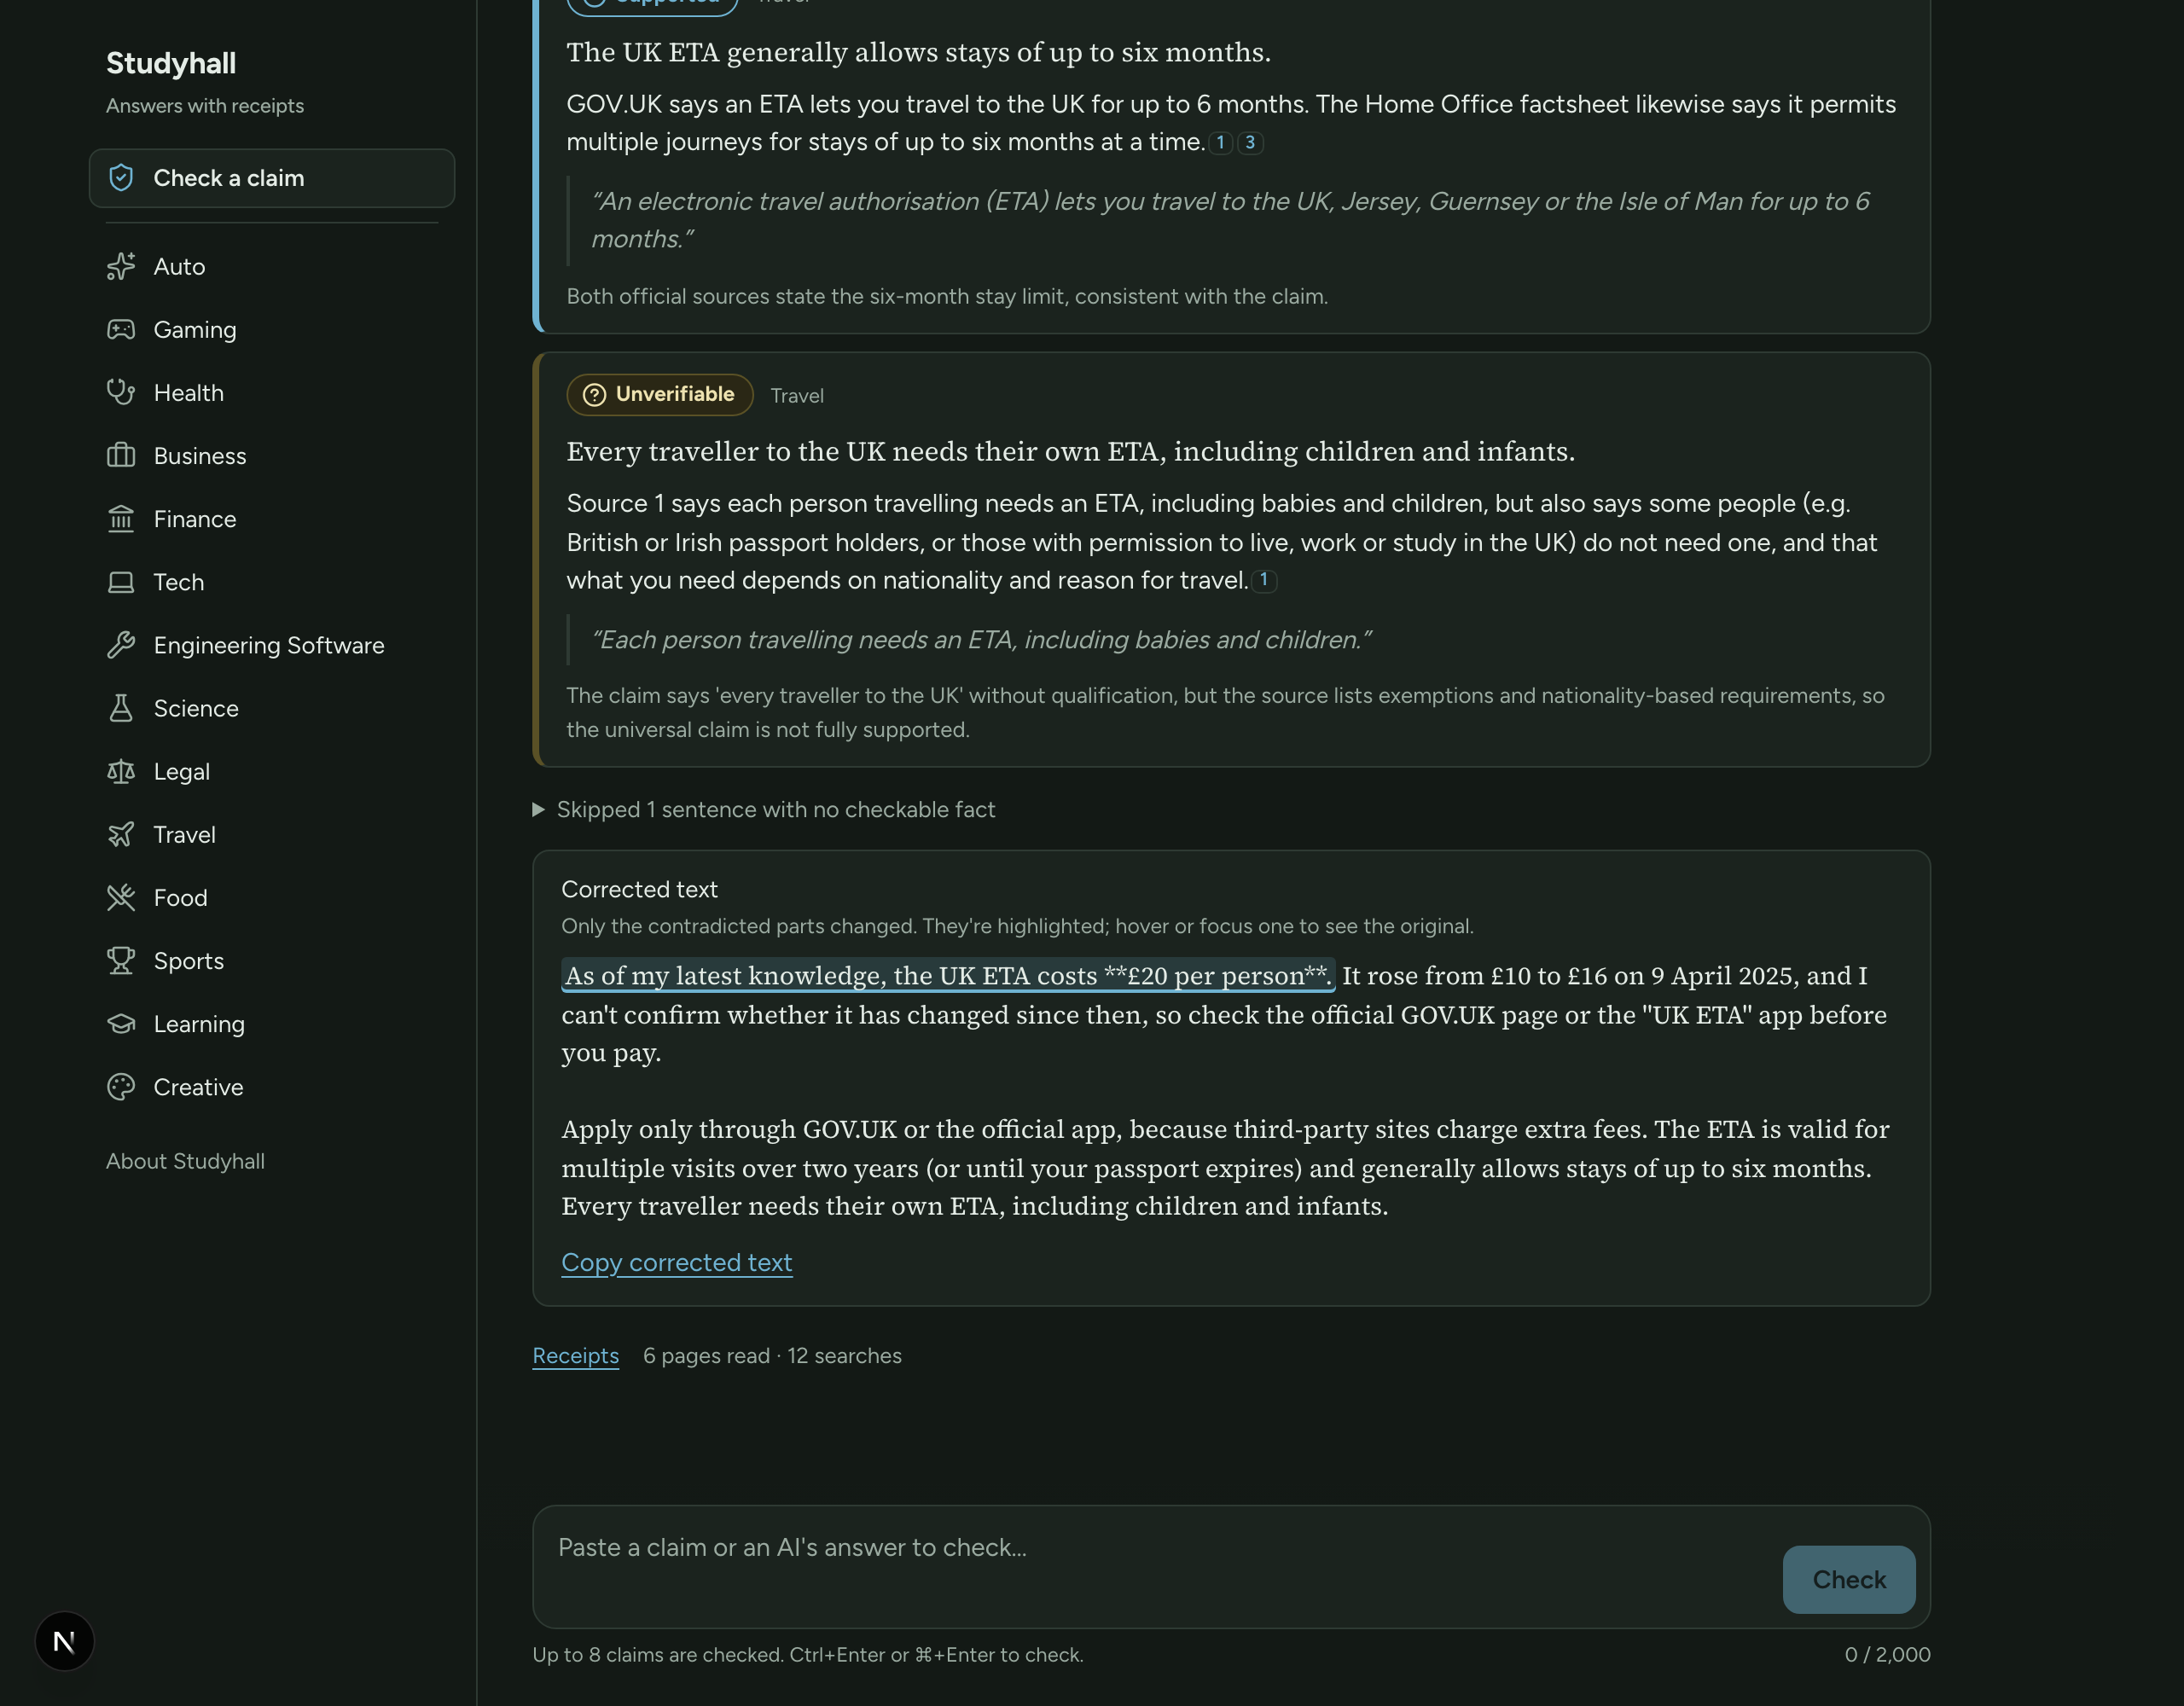 Studyhall
Answers with receipts
Check a claim
Auto
Gaming
Health
Business
Finance
Tech
Engineering Software
Science
Legal
Travel
Food
Sports
Learning
Creative
About Studyhall
Supported Travel
The UK ETA generally allows stays of up to six months.
GOV.UK says an ETA lets you travel to the UK for up to 6 months. The Home Office factsheet likewise says it permits
multiple journeys for stays of up to six months at a time. 1 3
“An electronic travel authorisation (ETA) lets you travel to the UK, Jersey, Guernsey or the Isle of Man for up to 6
months.”
Both official sources state the six-month stay limit, consistent with the claim.
Unverifiable Travel
Every traveller to the UK needs their own ETA, including children and infants.
Source 1 says each person travelling needs an ETA, including babies and children, but also says some people (e.g.
British or Irish passport holders, or those with permission to live, work or study in the UK) do not need one, and that
what you need depends on nationality and reason for travel. 1
“Each person travelling needs an ETA, including babies and children.”
The claim says 'every traveller to the UK' without qualification, but the source lists exemptions and nationality-based requirements, so
the universal claim is not fully supported.
Skipped 1 sentence with no checkable fact
Corrected text
Only the contradicted parts changed. They're highlighted; hover or focus one to see the original.
As of my latest knowledge, the UK ETA costs **£20 per person**. It rose from £10 to £16 on 9 April 2025, and I
can't confirm whether it has changed since then, so check the official GOV.UK page or the "UK ETA" app before
you pay.
Apply only through GOV.UK or the official app, because third-party sites charge extra fees. The ETA is valid for
multiple visits over two years (or until your passport expires) and generally allows stays of up to six months.
Every traveller needs their own ETA, including children and infants.
Copy corrected text
Receipts 6 pages read · 12 searches
Paste a claim or an AI's answer to check...
Check
Up to 8 claims are checked. Ctrl+Enter or ⌘+Enter to check.
0 / 2,000
N